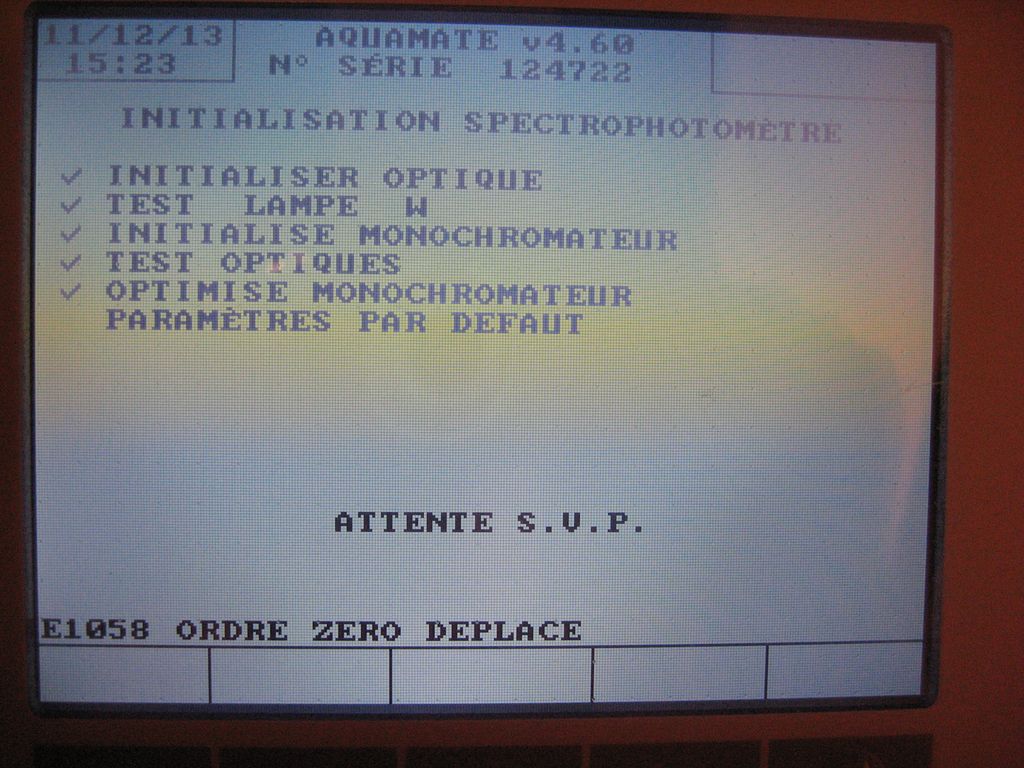 11/12/13
15:23
AQUAMATE v4.60
N° SÉRIE 124722
INITIALISATION SPECTROPHOTOMÈTRE
✓ INITIALISER OPTIQUE
✓ TEST LAMPE W
✓ INITIALISE MONOCHROMATEUR
✓ TEST OPTIQUES
✓ OPTIMISE MONOCHROMATEUR
PARAMÈTRES PAR DEFAUT
ATTENTE S.V.P.
E1058 ORDRE ZERO DEPLACE